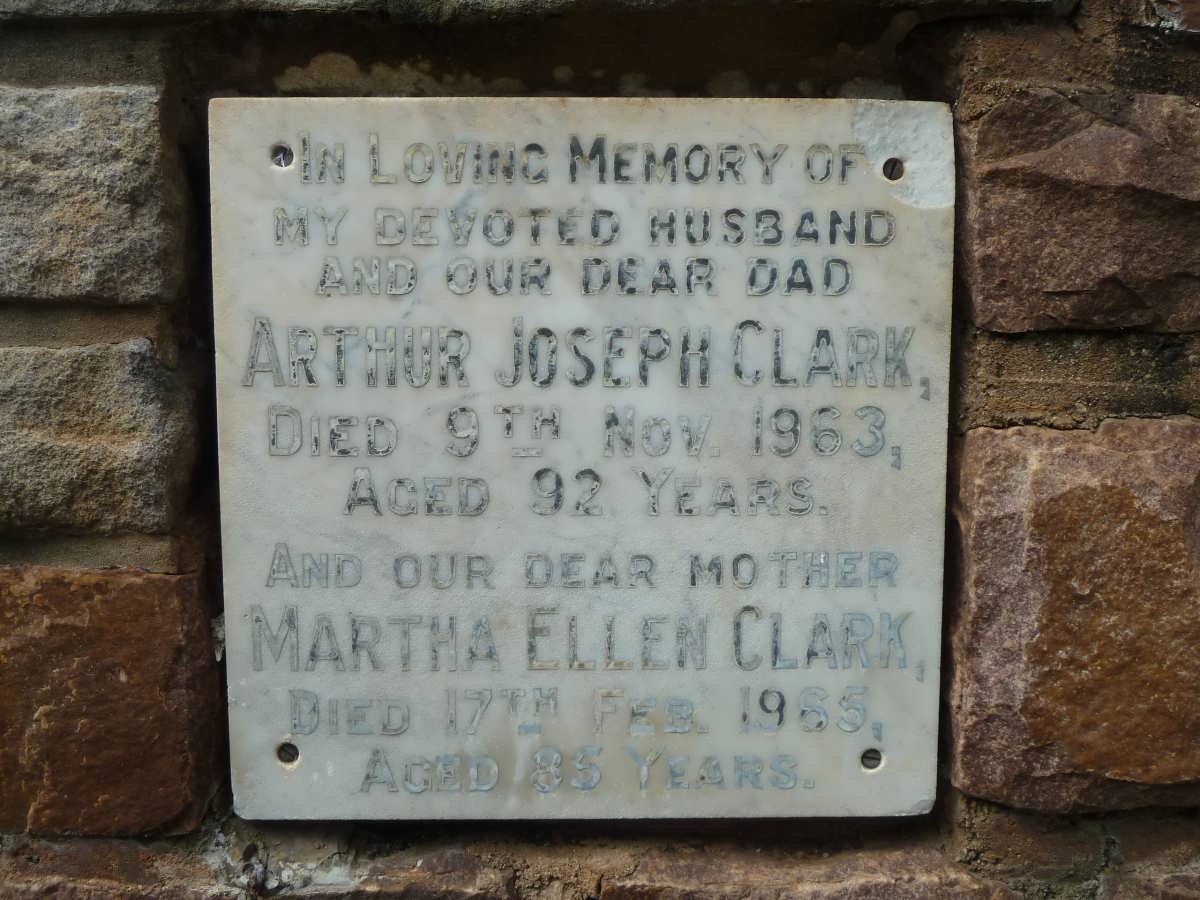 In Loving Memory of
my devoted husband
and our dear dad
Arthur Joseph Clark,
Died 9th Nov. 1963,
Aged 92 Years.
And our dear mother
Martha Ellen Clark,
Died 17th Feb. 1965,
Aged 85 Years.